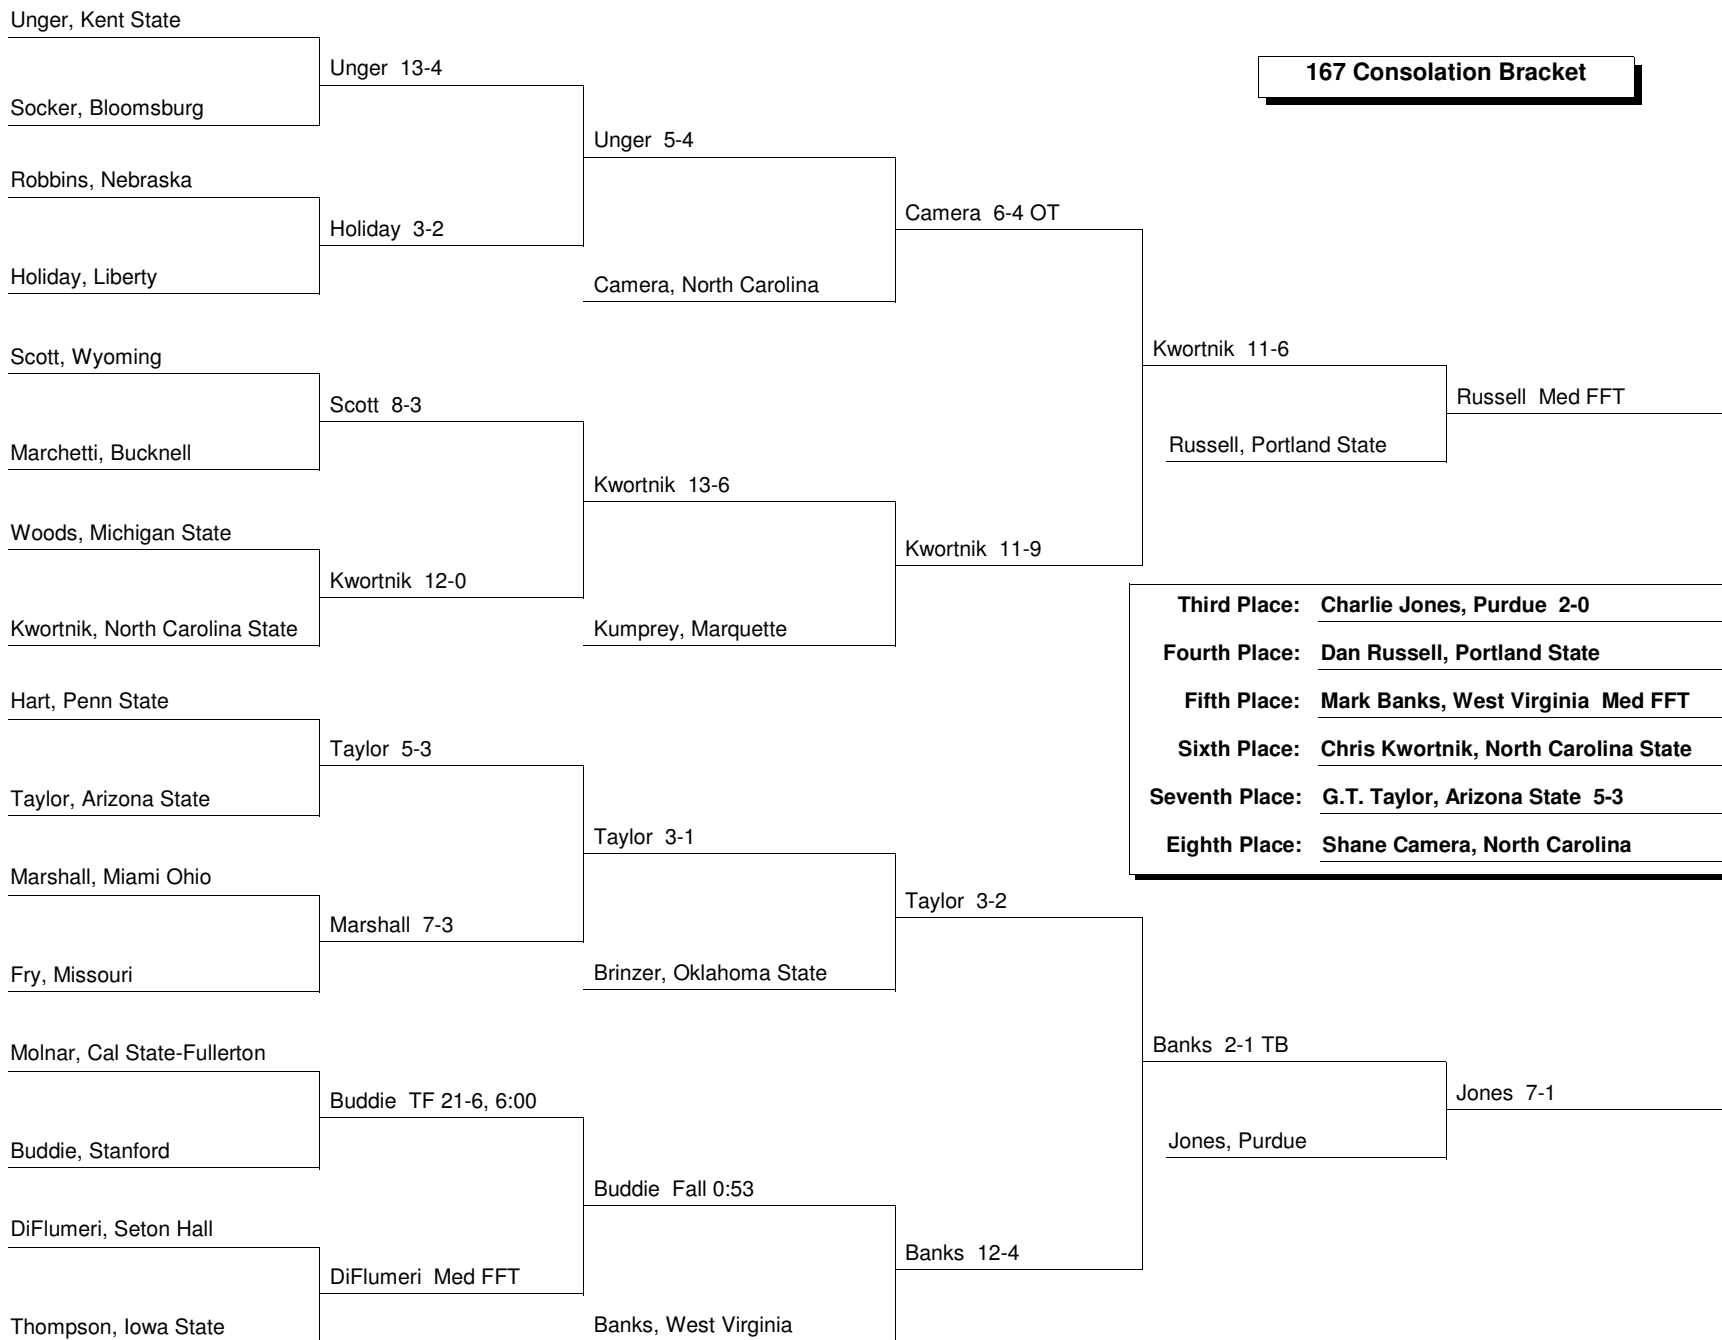 Unger, Kent State
Unger  13-4
167 Consolation Bracket
Socker, Bloomsburg
Unger  5-4
Robbins, Nebraska
Camera  6-4 OT
Holiday  3-2
Holiday, Liberty
Camera, North Carolina
Kwortnik  11-6
Scott, Wyoming
Russell  Med FFT
Scott  8-3
Russell, Portland State
Marchetti, Bucknell
Kwortnik  13-6
Woods, Michigan State
Kwortnik  11-9
Kwortnik  12-0
Kwortnik, North Carolina State
Kumprey, Marquette
Third Place: Charlie Jones, Purdue  2-0
Fourth Place: Dan Russell, Portland State
Fifth Place: Mark Banks, West Virginia  Med FFT
Sixth Place: Chris Kwortnik, North Carolina State
Seventh Place: G.T. Taylor, Arizona State  5-3
Eighth Place: Shane Camera, North Carolina
Hart, Penn State
Taylor  5-3
Taylor, Arizona State
Taylor  3-1
Marshall, Miami Ohio
Taylor  3-2
Marshall  7-3
Fry, Missouri
Brinzer, Oklahoma State
Banks  2-1 TB
Molnar, Cal State-Fullerton
Jones  7-1
Buddie  TF 21-6, 6:00
Jones, Purdue
Buddie, Stanford
Buddie  Fall 0:53
DiFlumeri, Seton Hall
Banks  12-4
DiFlumeri  Med FFT
Banks, West Virginia
Thompson, Iowa State